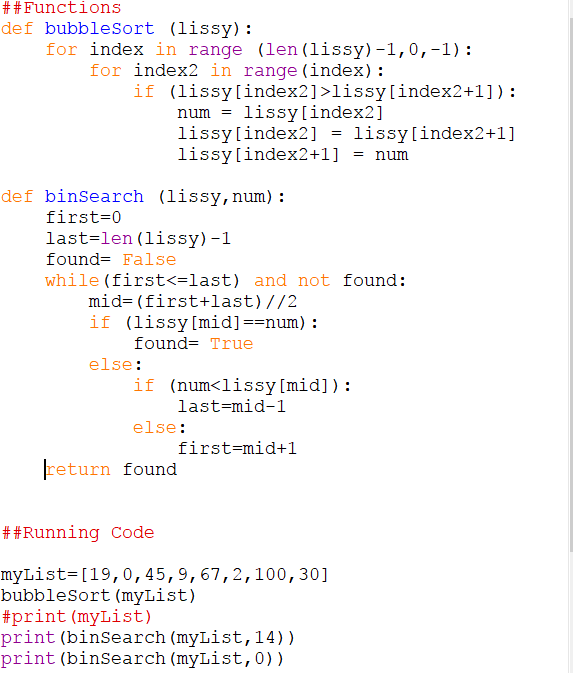 ##Functions
def bubbleSort (lissy):
    for index in range (len(lissy)-1,0,-1):
        for index2 in range(index):
            if (lissy[index2]>lissy[index2+1]):
                num = lissy[index2]
                lissy[index2] = lissy[index2+1]
                lissy[index2+1] = num

def binSearch (lissy,num):
    first=0
    last=len(lissy)-1
    found= False
    while(first<=last) and not found:
        mid=(first+last)//2
        if (lissy[mid]==num):
            found= True
        else:
            if (num<lissy[mid]):
                last=mid-1
            else:
                first=mid+1
    return found


##Running Code

myList=[19,0,45,9,67,2,100,30]
bubbleSort(myList)
#print(myList)
print(binSearch(myList,14))
print(binSearch(myList,0))